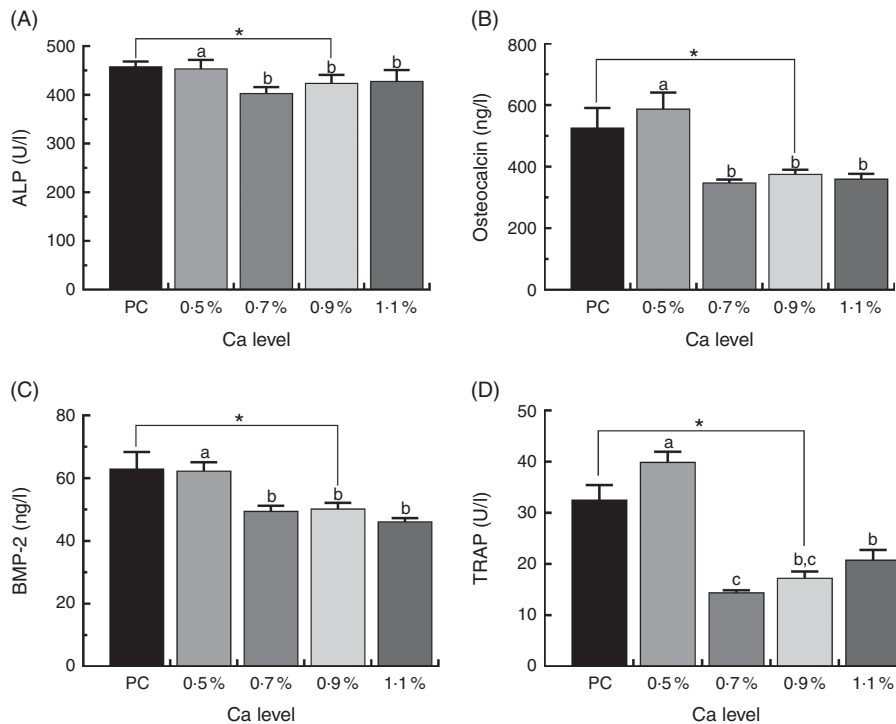 (A)
*
500
400
300
200
100
0
ALP (U/l)
a
b
b
b
PC
0·5 %
0·7 %
0·9 %
1·1 %
Ca level
(B)
*
800
600
400
200
0
Osteocalcin (ng/l)
a
b
b
b
PC
0·5 %
0·7 %
0·9 %
1·1 %
Ca level
(C)
*
80
60
40
20
0
BMP-2 (ng/l)
a
b
b
b
PC
0·5 %
0·7 %
0·9 %
1·1 %
Ca level
(D)
*
50
40
30
20
10
0
TRAP (U/l)
a
c
b,c
b
PC
0·5 %
0·7 %
0·9 %
1·1 %
Ca level